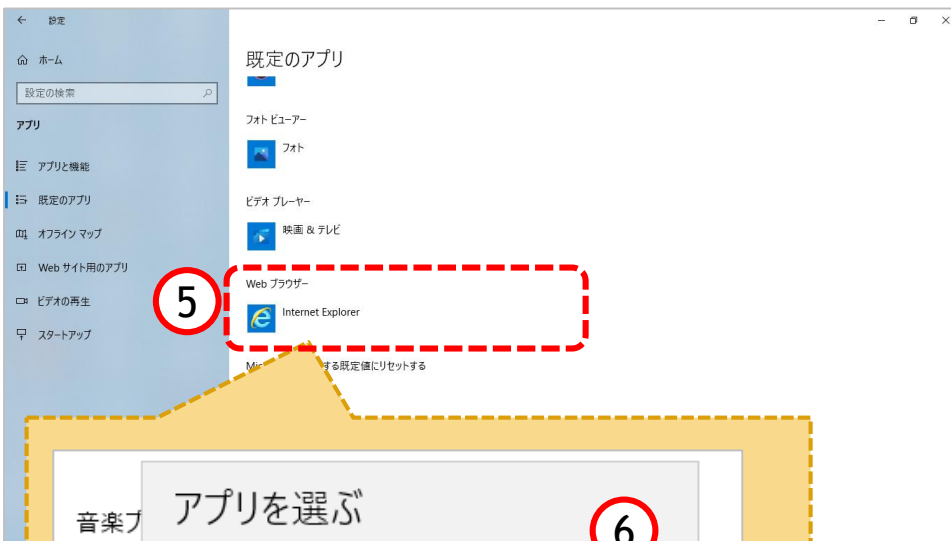 設定
ホーム
設定の検索
アプリ
アプリと機能
既定のアプリ
オフライン マップ
Web サイト用のアプリ
ビデオの再生
スタートアップ
既定のアプリ
フォト ビューアー
フォト
ビデオ プレーヤー
映画 & テレビ
5
Web ブラウザー
Internet Explorer
する既定値にリセットする
音楽プ
アプリを選ぶ
6